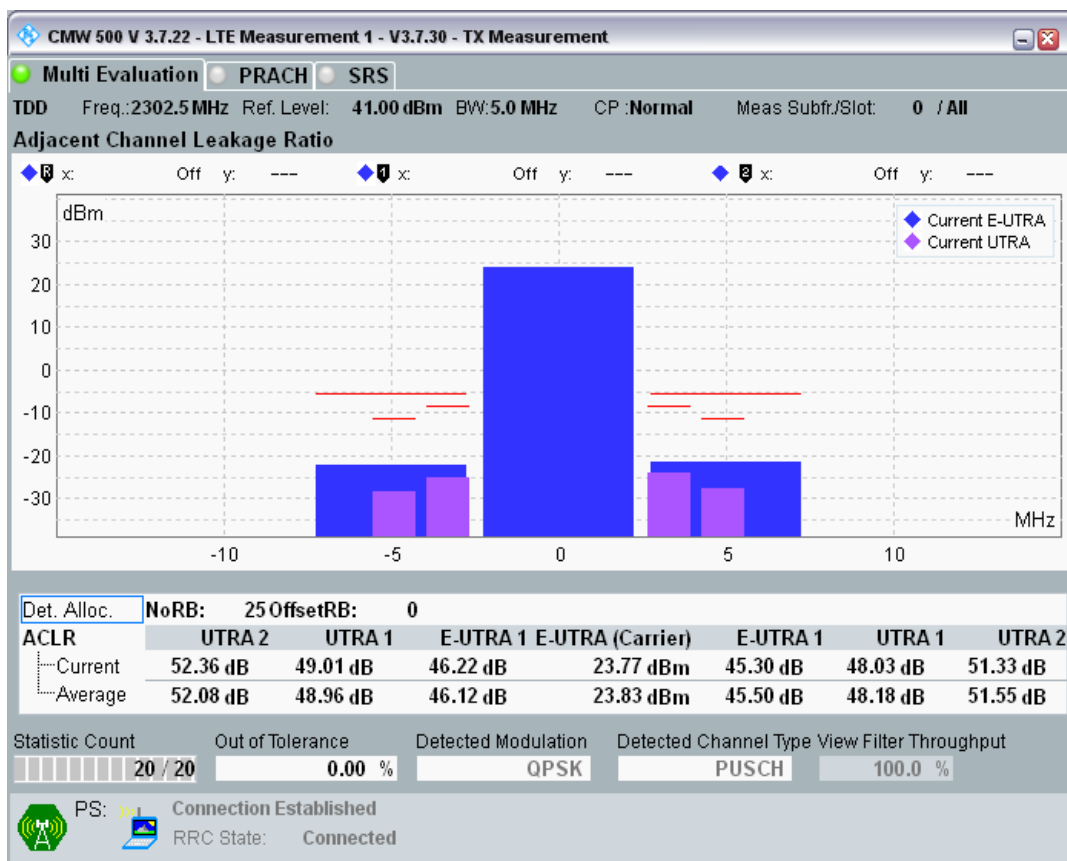 CMW 500 V 3.7.22 - LTE Measurement 1 - V3.7.30 - TX Measurement
Multi Evaluation PRACH SRS
TDD Freq.:2302.5 MHz Ref. Level: 41.00 dBm BW:5.0 MHz CP :Normal Meas Subfr./Slot: 0 / All
Adjacent Channel Leakage Ratio
R x: Off y: --- 1 x: Off y: --- 2 x: Off y: ---
dBm
Current E-UTRA
Current UTRA
30
20
10
0
-10
-20
-30
MHz
-10 -5 0 5 10
Det. Alloc. NoRB: 25 OffsetRB: 0
ACLR UTRA 2 UTRA 1 E-UTRA 1 E-UTRA (Carrier) E-UTRA 1 UTRA 1 UTRA 2
Current 52.36 dB 49.01 dB 46.22 dB 23.77 dBm 45.30 dB 48.03 dB 51.33 dB
Average 52.08 dB 48.96 dB 46.12 dB 23.83 dBm 45.50 dB 48.18 dB 51.55 dB
Statistic Count Out of Tolerance Detected Modulation Detected Channel Type View Filter Throughput
20 / 20 0.00 % QPSK PUSCH 100.0 %
PS: Connection Established
RRC State: Connected